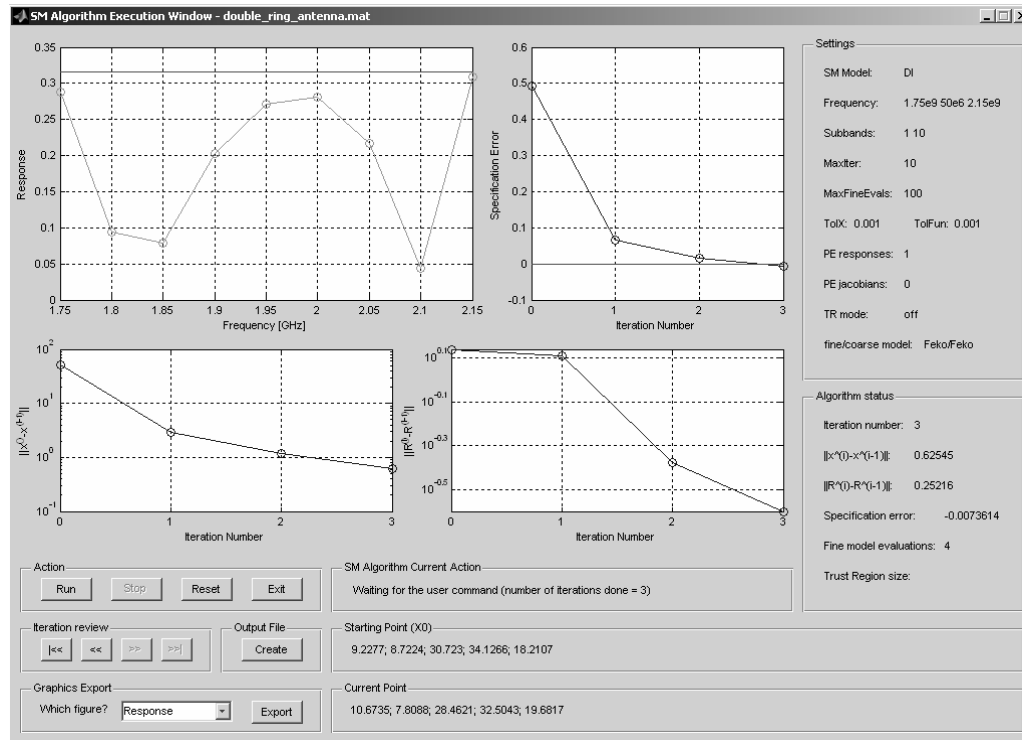 SM Algorithm Execution Window - double_ring_antenna.mat
0.35
0.3
0.25
0.2
0.15
0.1
0.05
0
Response
1.75 1.8 1.85 1.9 1.95 2 2.05 2.1 2.15
Frequency [GHz]
0.6
0.5
0.4
0.3
0.2
0.1
0
-0.1
Specification Error
0 1 2 3
Iteration Number
10^2
10^1
10^0
10^-1
||x^(i)-x^(i-1)||
0 1 2 3
Iteration Number
10^0.1
10^-0.1
10^-0.3
10^-0.5
||R^(i)-R^(i-1)||
0 1 2 3
Iteration Number
Settings
SM Model: DI
Frequency: 1.75e9 50e6 2.15e9
Subbands: 1 10
MaxIter: 10
MaxFineEvals: 100
TolX: 0.001 TolFun: 0.001
PE responses: 1
PE jacobians: 0
TR mode: off
fine/coarse model: Feko/Feko
Algorithm status
Iteration number: 3
||x^(i)-x^(i-1)||: 0.62545
||R^(i)-R^(i-1)||: 0.25216
Specification error: -0.0073614
Fine model evaluations: 4
Trust Region size:
Action
Run Stop Reset Exit
SM Algorithm Current Action
Waiting for the user command (number of iterations done = 3)
Iteration review
|<< << >> >>|
Output File
Create
Starting Point (X0)
9.2277; 8.7224; 30.723; 34.1266; 18.2107
Graphics Export
Which figure? Response Export
Current Point
10.6735; 7.8088; 28.4621; 32.5043; 19.6817